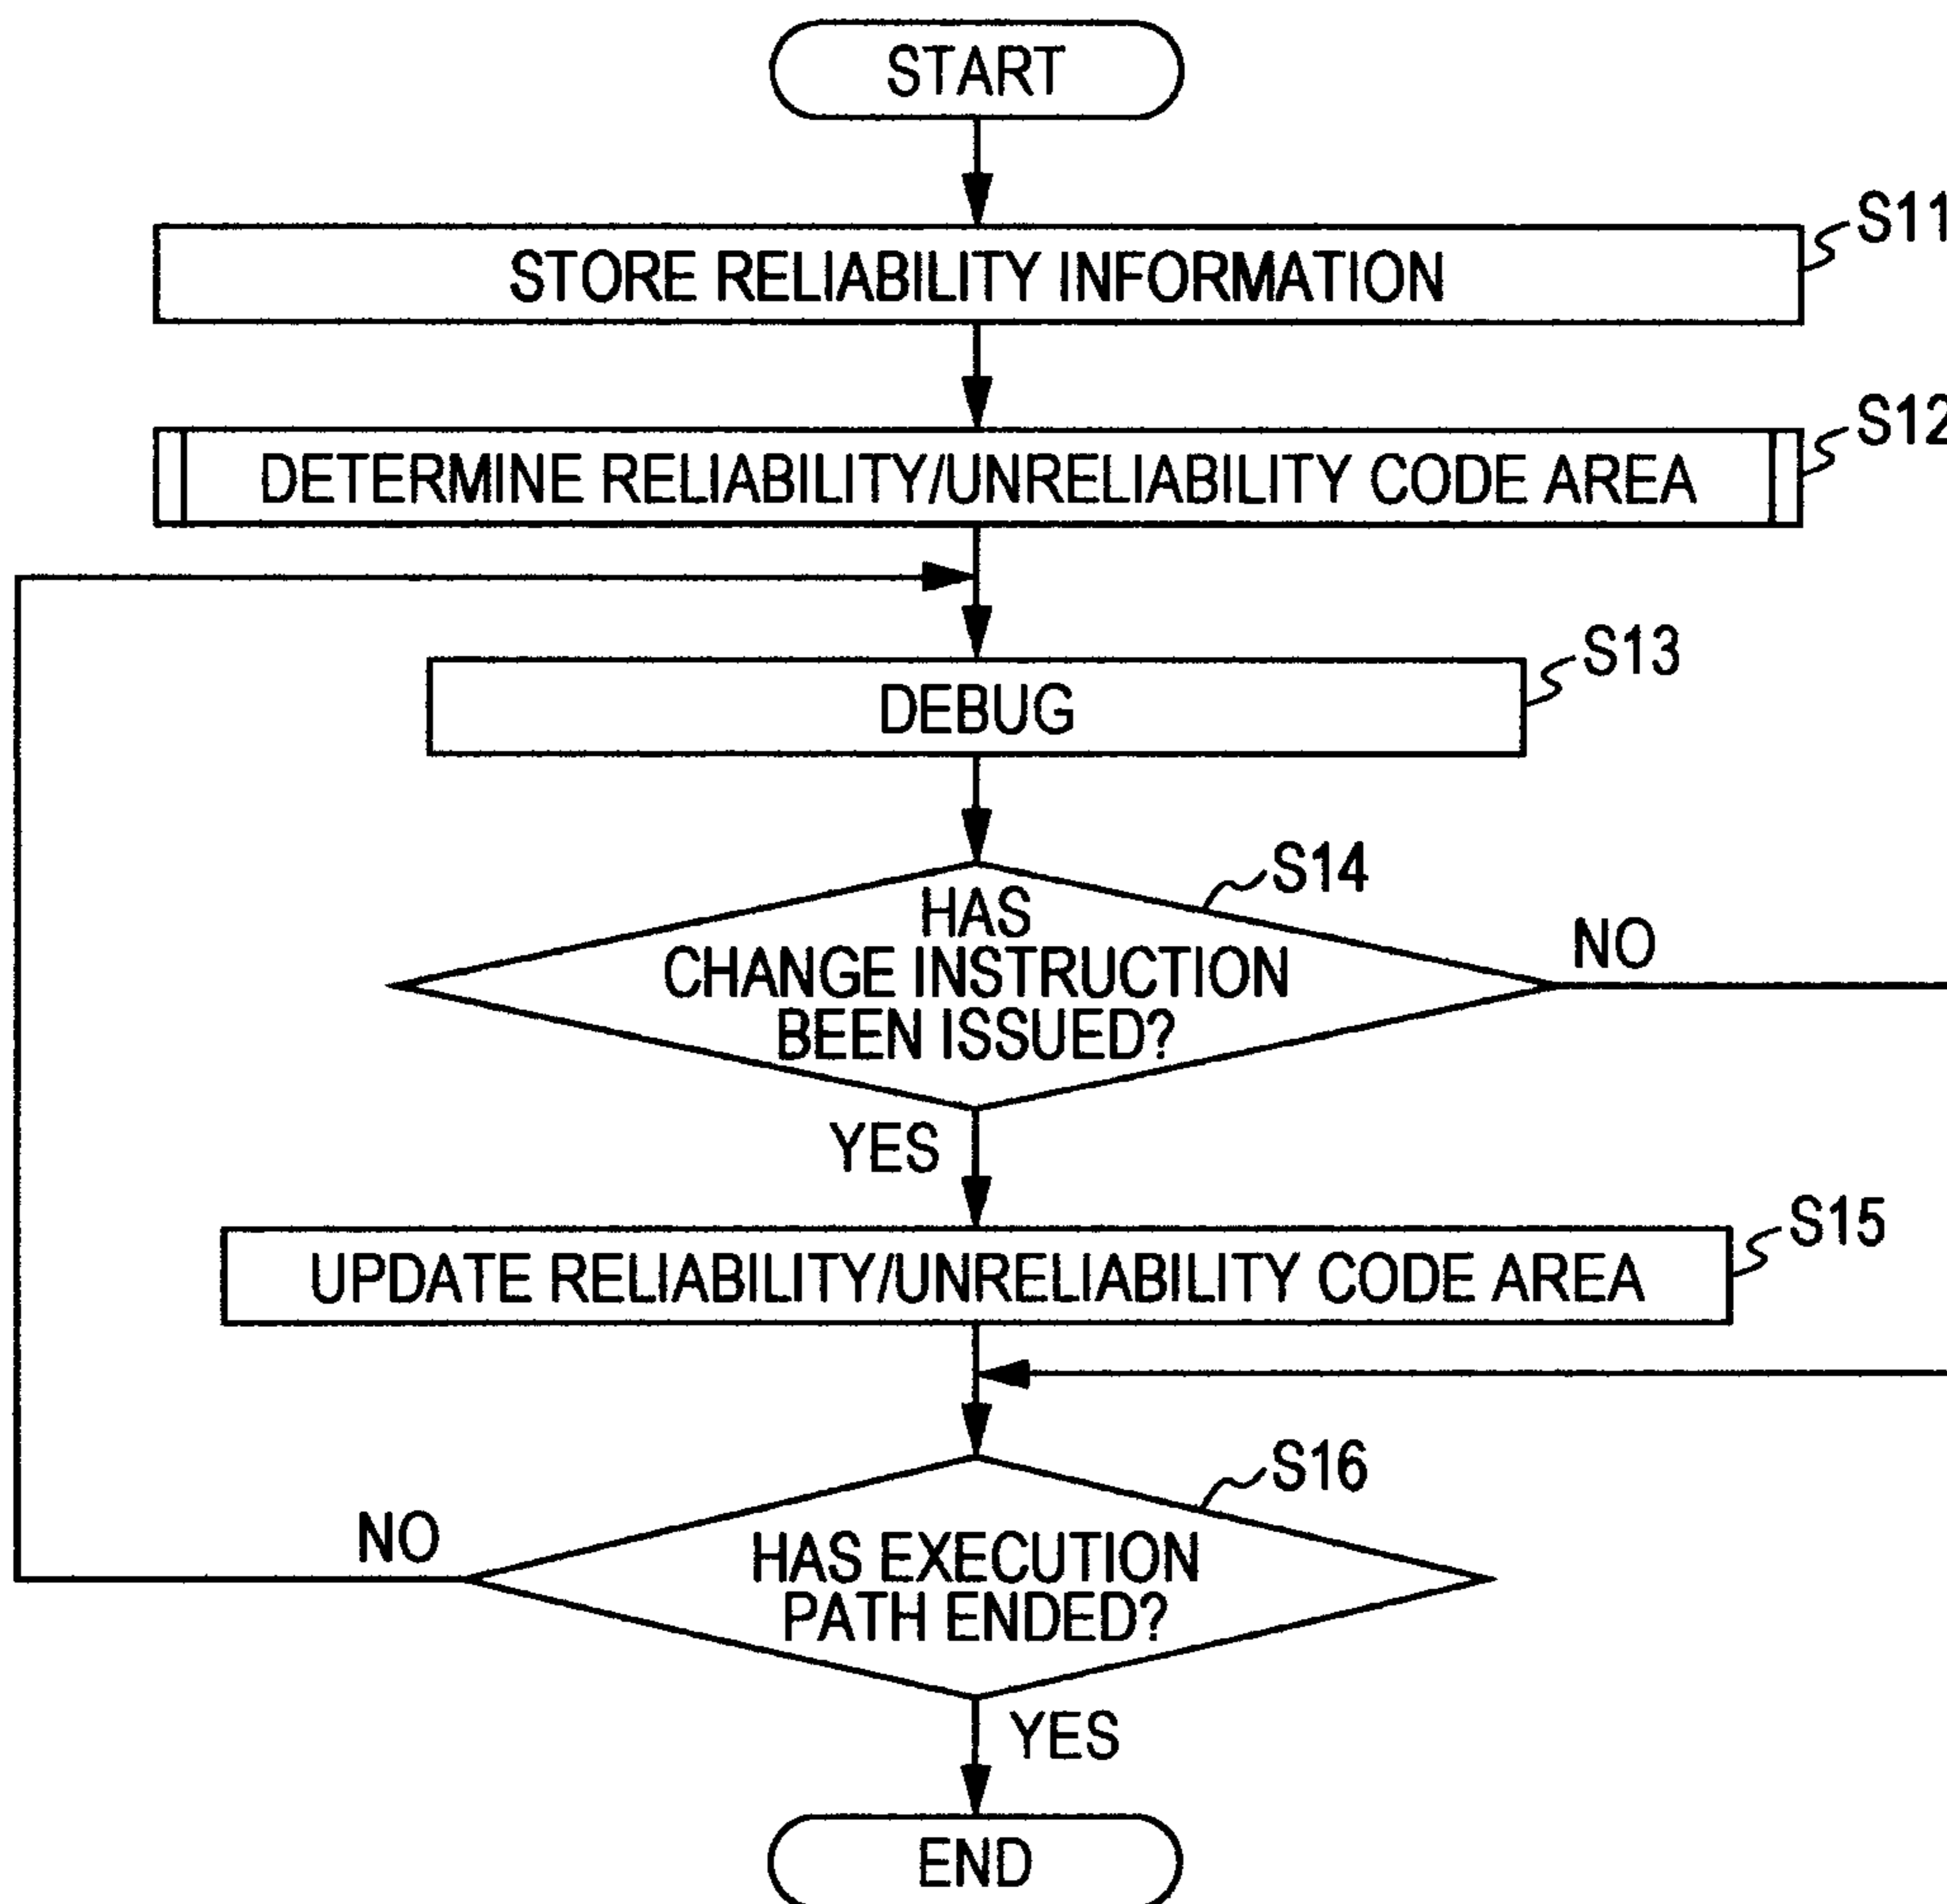 START
S11
STORE RELIABILITY INFORMATION
S12
DETERMINE RELIABILITY/UNRELIABILITY CODE AREA
S13
DEBUG
S14
HAS
CHANGE INSTRUCTION
BEEN ISSUED?
NO
YES
S15
UPDATE RELIABILITY/UNRELIABILITY CODE AREA
S16
HAS EXECUTION
PATH ENDED?
NO
YES
END